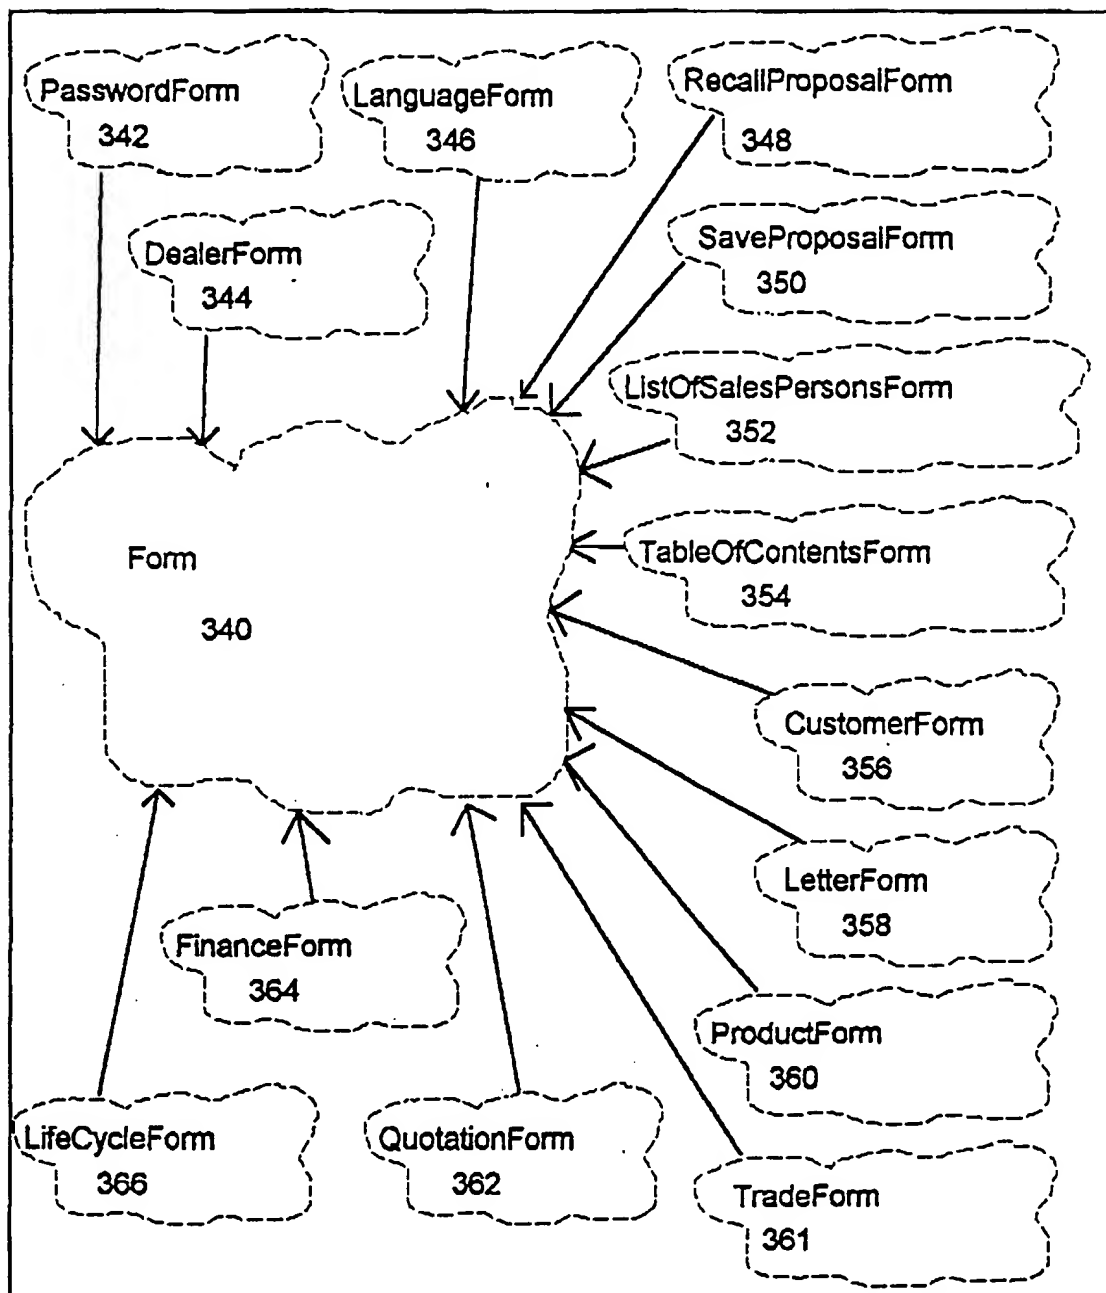 PasswordForm
342
LanguageForm
346
RecallProposalForm
348
DealerForm
344
SaveProposalForm
350
ListOfSalesPersonsForm
352
Form
340
TableOfContentsForm
354
CustomerForm
356
LetterForm
358
FinanceForm
364
ProductForm
360
LifeCycleForm
366
QuotationForm
362
TradeForm
361